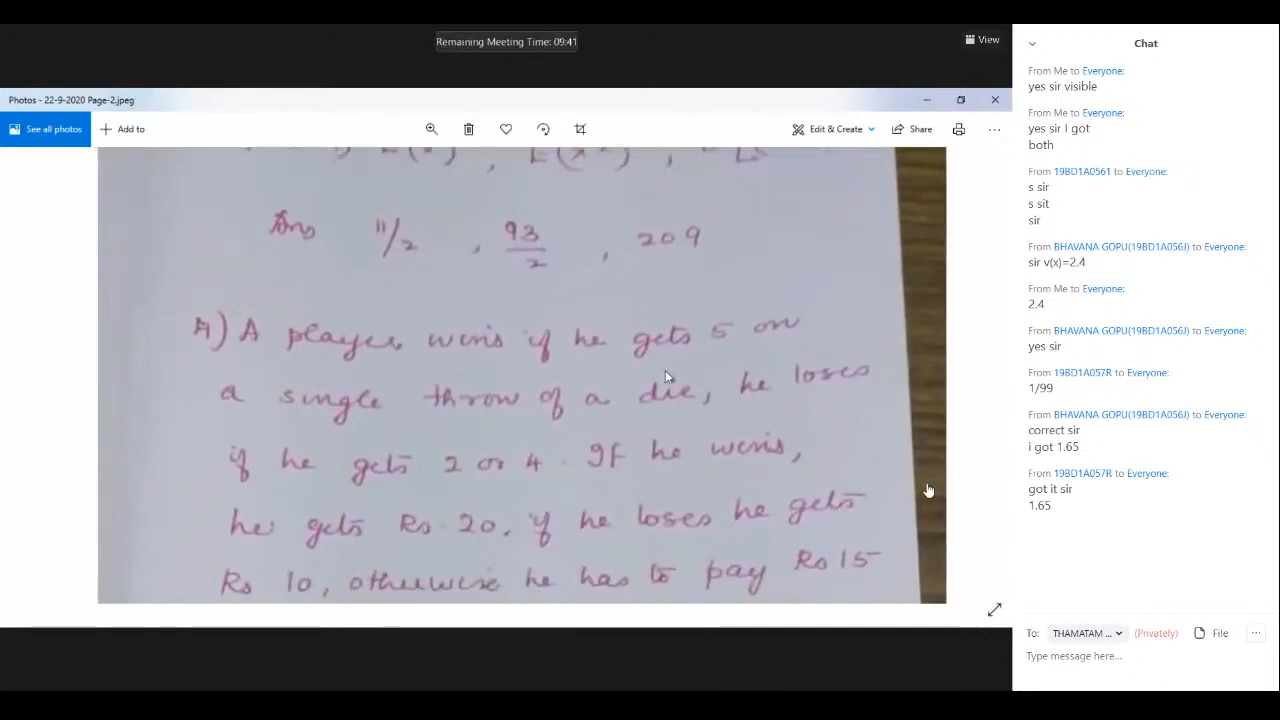 Remaining Meeting Time: 09:41
View
Photos - 22-9-2020 Page-2.jpeg
See all photos
Add to
Edit & Create
Share
Ans 11/2 , 93/2 , 209
4) A player wins if he gets 5 on
a single throw of a die, he loses
if he gets 2 or 4. If he wins,
he gets Rs. 20, if he loses he gets
Rs 10, otherwise he has to pay Rs 15
Chat
From Me to Everyone:
yes sir visible
From Me to Everyone:
yes sir I got
both
From 19BD1A0561 to Everyone:
s sir
s sit
sir
From BHAVANA GOPU(19BD1A056J) to Everyone:
sir v(x)=2.4
From Me to Everyone:
2.4
From BHAVANA GOPU(19BD1A056J) to Everyone:
yes sir
From 19BD1A057R to Everyone:
1/99
From BHAVANA GOPU(19BD1A056J) to Everyone:
correct sir
i got 1.65
From 19BD1A057R to Everyone:
got it sir
1.65
To: THAMATAM ... (Privately) File
Type message here...